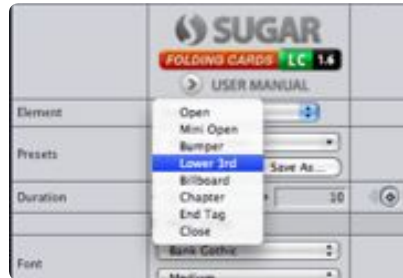 SUGAR
FOLDING CARDS LC 1.6
USER MANUAL
Element
Open
Mini Open
Bumper
Presets
Lower 3rd
Save As...
Billboard
Duration
Chapter
10
End Tag
Close
Font
Bank Gothic
Medium